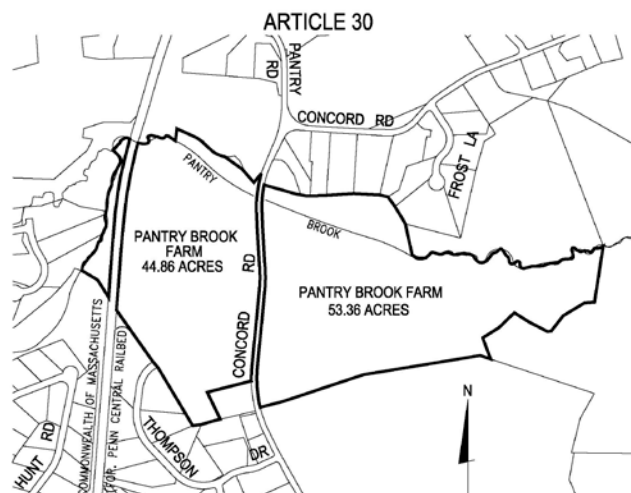 ARTICLE 30
PANTRY
RD
CONCORD RD
FROST LA
PANTRY
BROOK
PANTRY BROOK
FARM
44.86 ACRES
PANTRY BROOK FARM
53.36 ACRES
CONCORD
RD
COMMONWEALTH OF MASSACHUSETTS
(FOR. PENN CENTRAL RAILBED)
HUNT
RD
THOMPSON
DR
N